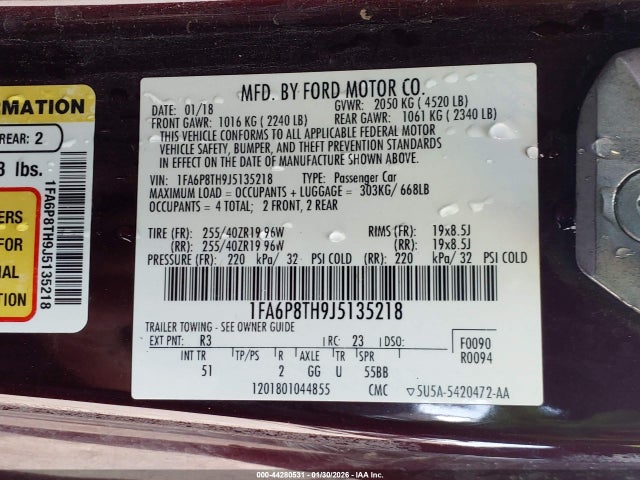 MFD. BY FORD MOTOR CO.
DATE: 01/18 GVWR: 2050 KG ( 4520 LB)
FRONT GAWR: 1016 KG ( 2240 LB) REAR GAWR: 1061 KG ( 2340 LB)
THIS VEHICLE CONFORMS TO ALL APPLICABLE FEDERAL MOTOR
VEHICLE SAFETY, BUMPER, AND THEFT PREVENTION STANDARDS
IN EFFECT ON THE DATE OF MANUFACTURE SHOWN ABOVE.
VIN: 1FA6P8TH9J5135218 TYPE: Passenger Car
MAXIMUM LOAD = OCCUPANTS + LUGGAGE = 303KG/ 668LB
OCCUPANTS = 4 TOTAL; 2 FRONT, 2 REAR
TIRE (FR): 255/40ZR19 96W RIMS (FR): 19x8.5J
(RR): 255/40ZR19 96W (RR): 19x8.5J
PRESSURE (FR): 220 kPa/ 32 PSI COLD (RR): 220 kPa/ 32 PSI COLD
1FA6P8TH9J5135218
TRAILER TOWING - SEE OWNER GUIDE
EXT PNT: R3 RC: 23 DSO: F0090
INT TR TP/PS R AXLE TR SPR R0094
51 2 GG U 55BB
1201801044855 CMC 5U5A-5420472-AA
RMATION
REAR: 2
lbs.
ERS
FOR
NAL
ION
1FA6P8TH9J5135218
000-44280531 - 01/30/2026 - Copyright IAA, Inc.